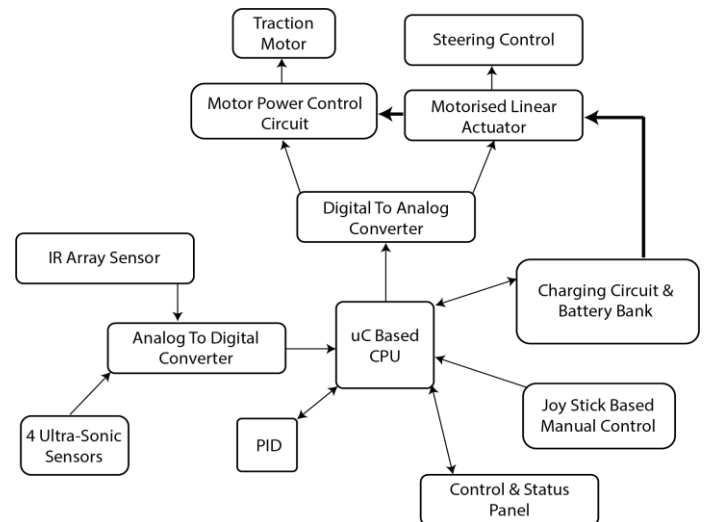 Traction
Motor
Steering Control
Motor Power Control
Circuit
Motorised Linear
Actuator
Digital To Analog
Converter
IR Array Sensor
Charging Circuit &
Battery Bank
Analog To Digital
Converter
uC Based
CPU
Joy Stick Based
Manual Control
4 Ultra-Sonic
Sensors
PID
Control & Status
Panel